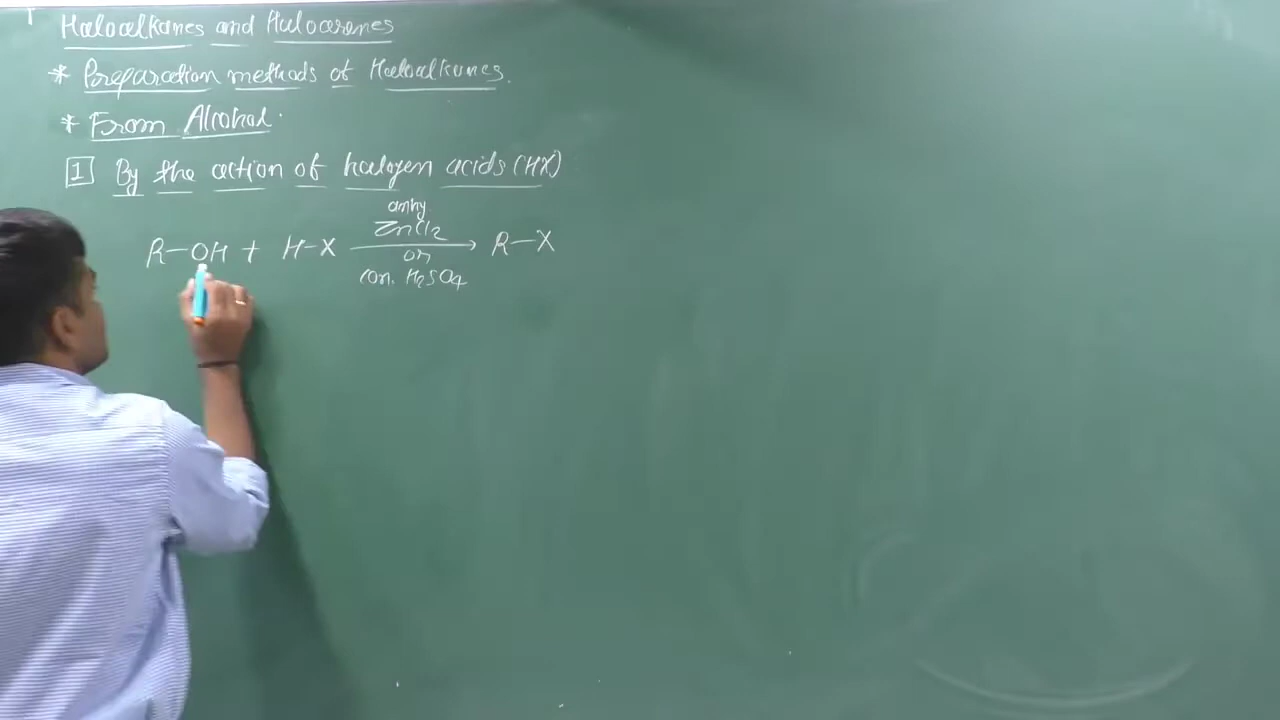 Haloalkanes and Haloarenes
* Preparation methods of Haloalkanes.
* From Alcohol.
1 By the action of halogen acids (HX)
anhy
ZnCl2
R-OH + H-X → R-X
or
con. H2SO4